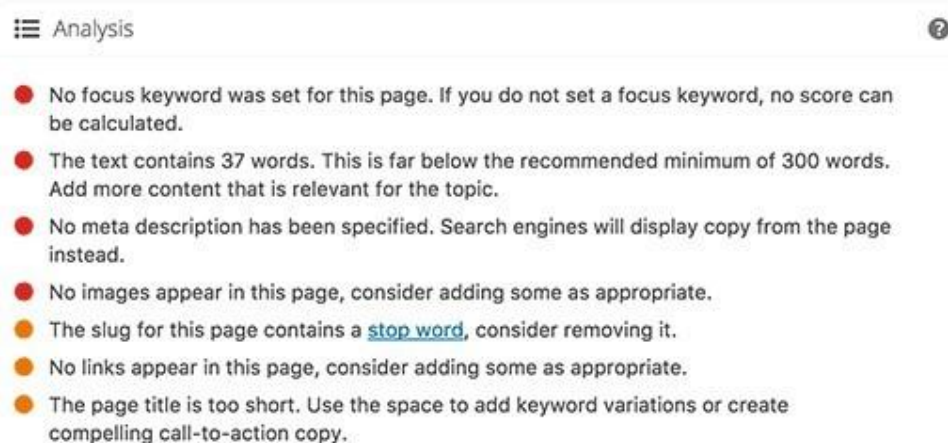 Analysis
No focus keyword was set for this page. If you do not set a focus keyword, no score can
be calculated.
The text contains 37 words. This is far below the recommended minimum of 300 words.
Add more content that is relevant for the topic.
No meta description has been specified. Search engines will display copy from the page
instead.
No images appear in this page, consider adding some as appropriate.
The slug for this page contains a stop word, consider removing it.
No links appear in this page, consider adding some as appropriate.
The page title is too short. Use the space to add keyword variations or create
compelling call-to-action copy.